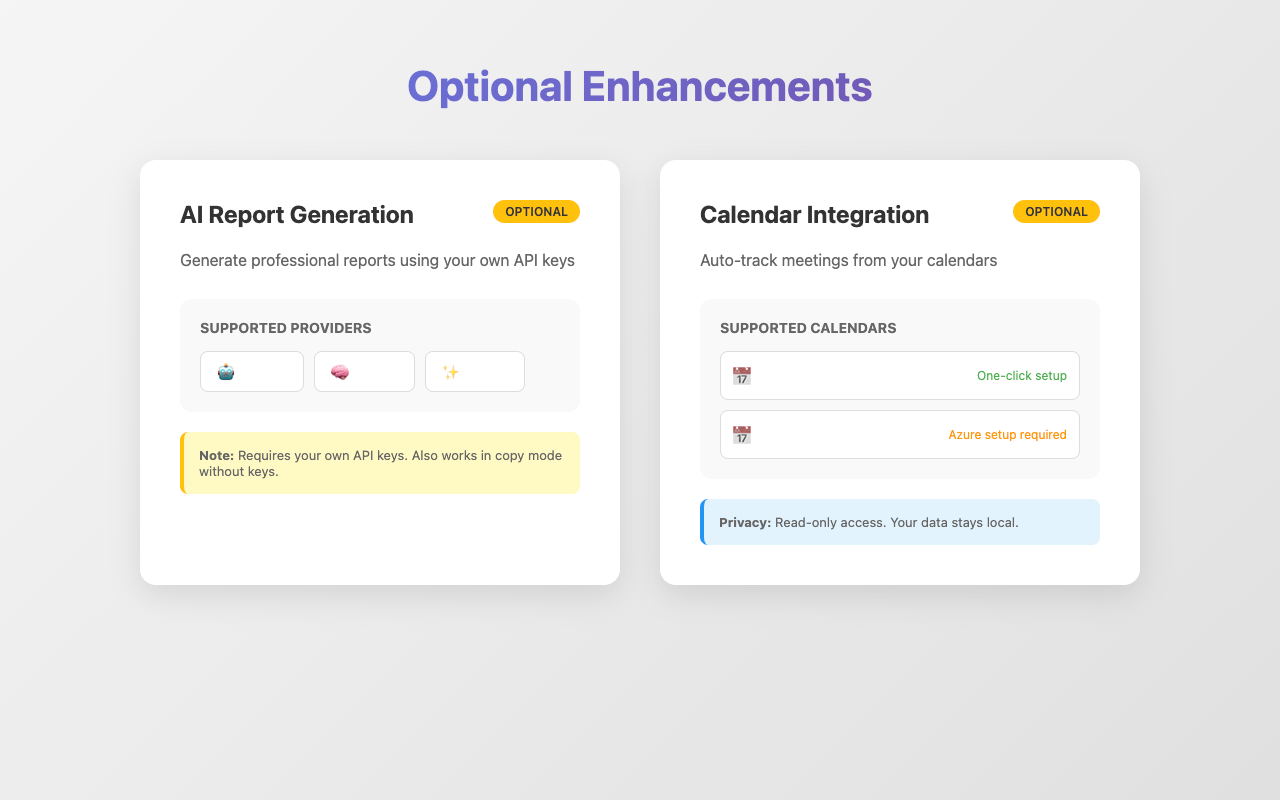 Optional Enhancements
AI Report Generation
OPTIONAL
Generate professional reports using your own API keys
SUPPORTED PROVIDERS
Note: Requires your own API keys. Also works in copy mode
without keys.
Calendar Integration
OPTIONAL
Auto-track meetings from your calendars
SUPPORTED CALENDARS
17
One-click setup
17
Azure setup required
Privacy: Read-only access. Your data stays local.